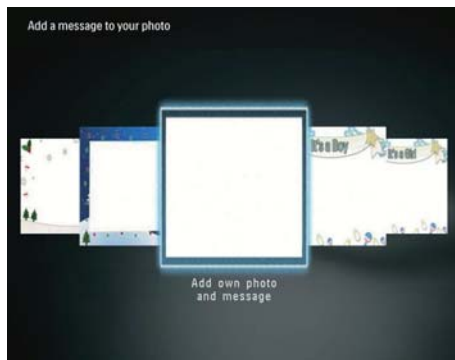 Add a message to your photo
It's a Boy
It's a Girl
Add own photo
and message